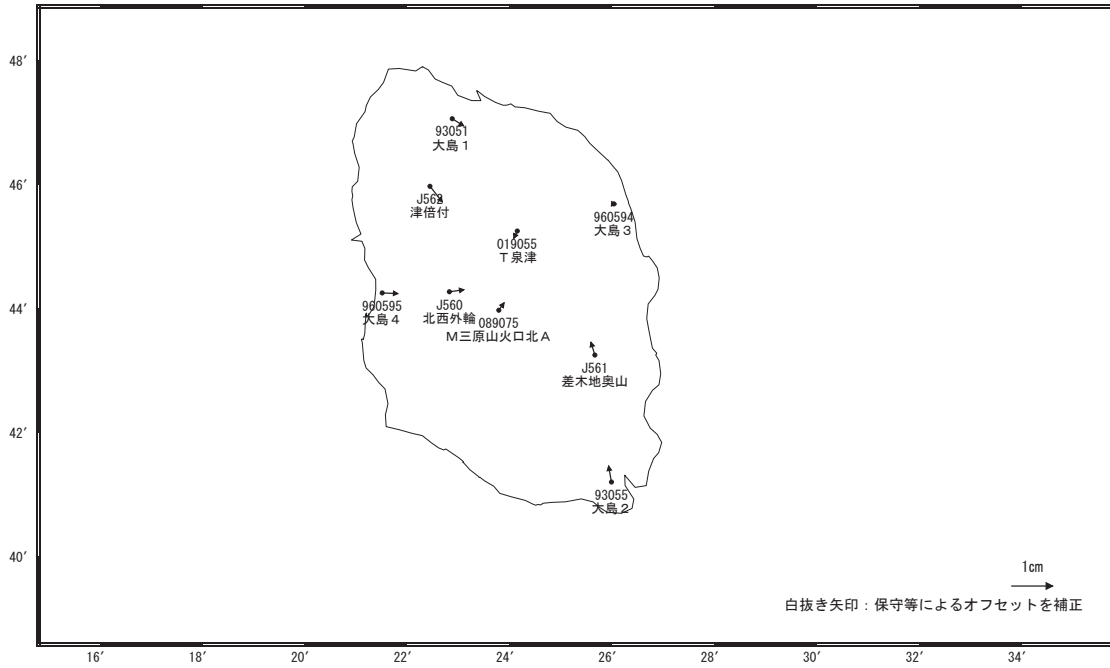 48′
93051
大島１
46′
J562
津倍付
960594
大島３
019055
Ｔ泉津
44′
960595
大島４
J560
北西外輪
089075
Ｍ三原山火口北Ａ
J561
差木地奥山
42′
93055
大島２
40′
1cm
白抜き矢印：保守等によるオフセットを補正
16′ 18′ 20′ 22′ 24′ 26′ 28′ 30′ 32′ 34′